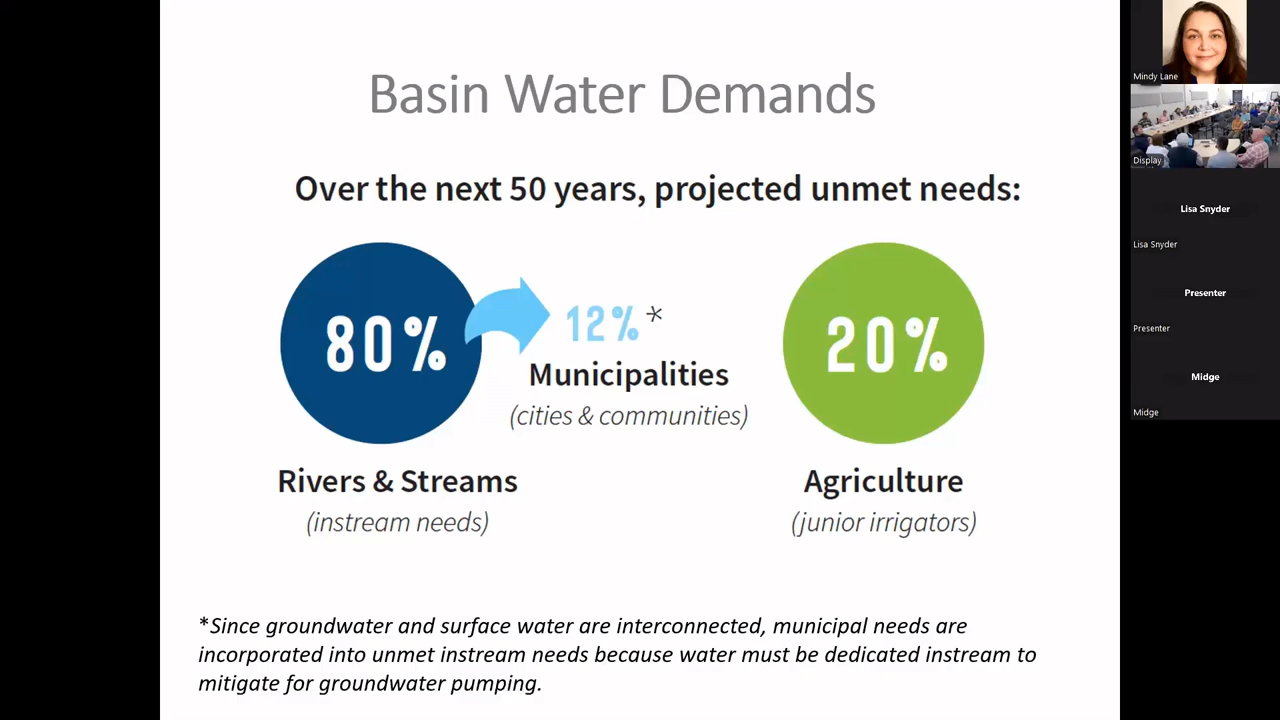 Basin Water Demands
Over the next 50 years, projected unmet needs:
80%
12%*
Municipalities
(cities & communities)
20%
Rivers & Streams
(instream needs)
Agriculture
(junior irrigators)
*Since groundwater and surface water are interconnected, municipal needs are
incorporated into unmet instream needs because water must be dedicated instream to
mitigate for groundwater pumping.
Mindy Lane
Display
Lisa Snyder
Lisa Snyder
Presenter
Presenter
Midge
Midge